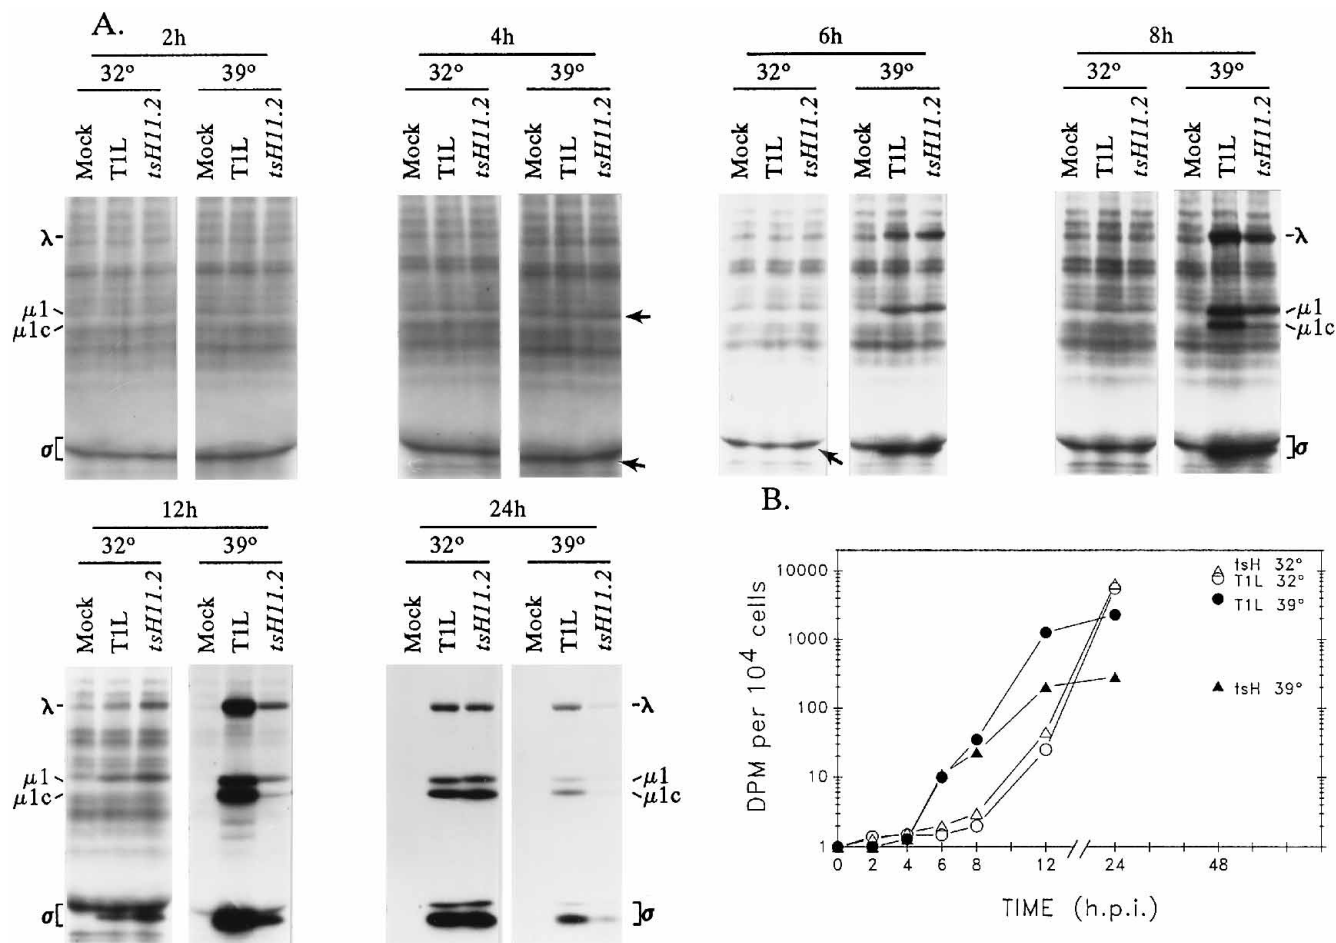 A.
2h
4h
6h
8h
32° 39° 32° 39° 32° 39° 32° 39°
Mock T1L tsH11.2 Mock T1L tsH11.2 Mock T1L tsH11.2 Mock T1L tsH11.2 Mock T1L tsH11.2 Mock T1L tsH11.2 Mock T1L tsH11.2 Mock T1L tsH11.2
λ λ
μ1 μ1
μ1c μ1c
σ[ ]σ
12h
24h
32° 39° 32° 39°
Mock T1L tsH11.2 Mock T1L tsH11.2 Mock T1L tsH11.2 Mock T1L tsH11.2
λ λ
μ1 μ1
μ1c μ1c
σ[ ]σ
B.
DPM per 10⁴ cells
10000
1000
100
10
1
tsH 32°
T1L 32°
T1L 39°
tsH 39°
0 2 4 6 8 12 24 48
TIME (h.p.i.)